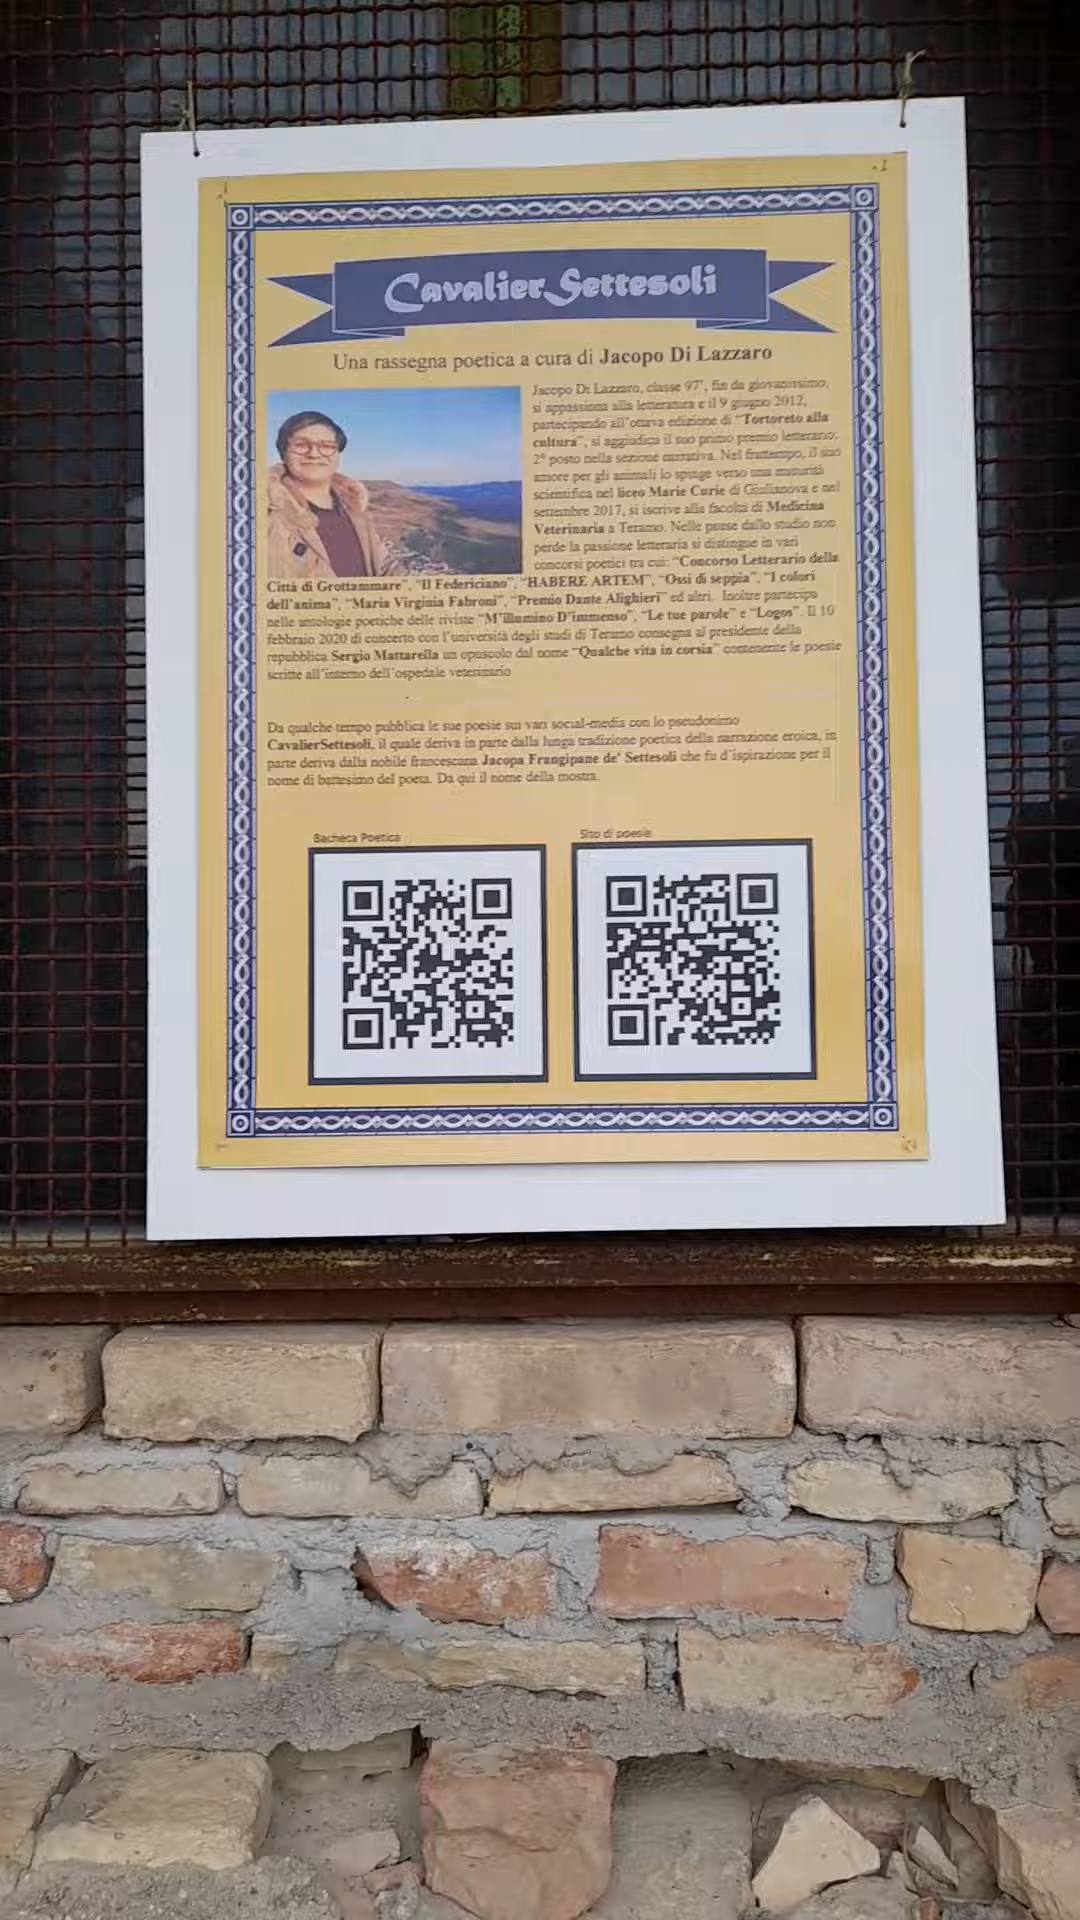 CavalierSettesoli
Una rassegna poetica a cura di Jacopo Di Lazzaro
Jacopo Di Lazzaro, classe 97', fin da giovanissimo,
si appassiona alla letteratura e il 9 giugno 2012,
partecipando all'ottava edizione di "Tortoreto alla
cultura", si aggiudica il suo primo premio letterario:
2° posto nella sezione narrativa. Nel frattempo, il suo
amore per gli animali lo spinge verso una maturità
scientifica nel liceo Marie Curie di Giulianova e nel
settembre 2017, si iscrive alla facoltà di Medicina
Veterinaria a Teramo. Nelle pause dallo studio non
perde la passione letteraria si distingue in vari
concorsi poetici tra cui: "Concorso Letterario della
Città di Grottammare", "Il Federiciano", "HABERE ARTEM", "Ossi di seppia", "I colori
dell'anima", "Maria Virginia Fabroni", "Premio Dante Alighieri" ed altri. Inoltre partecipa
nelle antologie poetiche delle riviste "M'illumino D'immenso", "Le tue parole" e "Logos". Il 10
febbraio 2020 di concerto con l'università degli studi di Teramo consegna al presidente della
repubblica Sergio Mattarella un opuscolo dal nome "Qualche vita in corsia" contenente le poesie
scritte all'interno dell'ospedale veterinario
Da qualche tempo pubblica le sue poesie sui vari social-media con lo pseudonimo
CavalierSettesoli, il quale deriva in parte dalla lunga tradizione poetica della narrazione eroica, in
parte deriva dalla nobile francescana Jacopa Frangipane de' Settesoli che fu d'ispirazione per il
nome di battesimo del poeta. Da qui il nome della mostra.
Bacheca Poetica
Sito di poesie